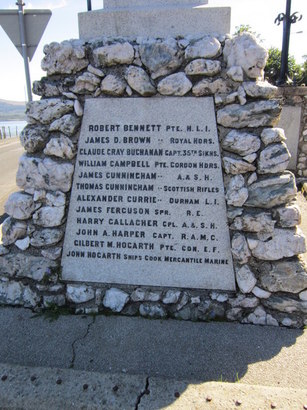 ROBERT BENNETT PTE. H.L.I.
JAMES D. BROWN " ROYAL HDRS.
CLAUDE GRAY BUCHANAN CAPT. 35TH SIKHS.
WILLIAM CAMPBELL PTE. GORDON HDRS.
JAMES CUNNINGHAM " A.& S.H.
THOMAS CUNNINGHAM " SCOTTISH RIFLES
ALEXANDER CURRIE " DURHAM L.I.
JAMES FERGUSON SPR. R.E.
HARRY GALLACHER CPL. A.& S.H.
JOHN A. HARPER CAPT. R.A.M.C.
GILBERT M. HOGARTH PTE. CON. E.F.
JOHN HOGARTH SHIPS COOK MERCANTILE MARINE